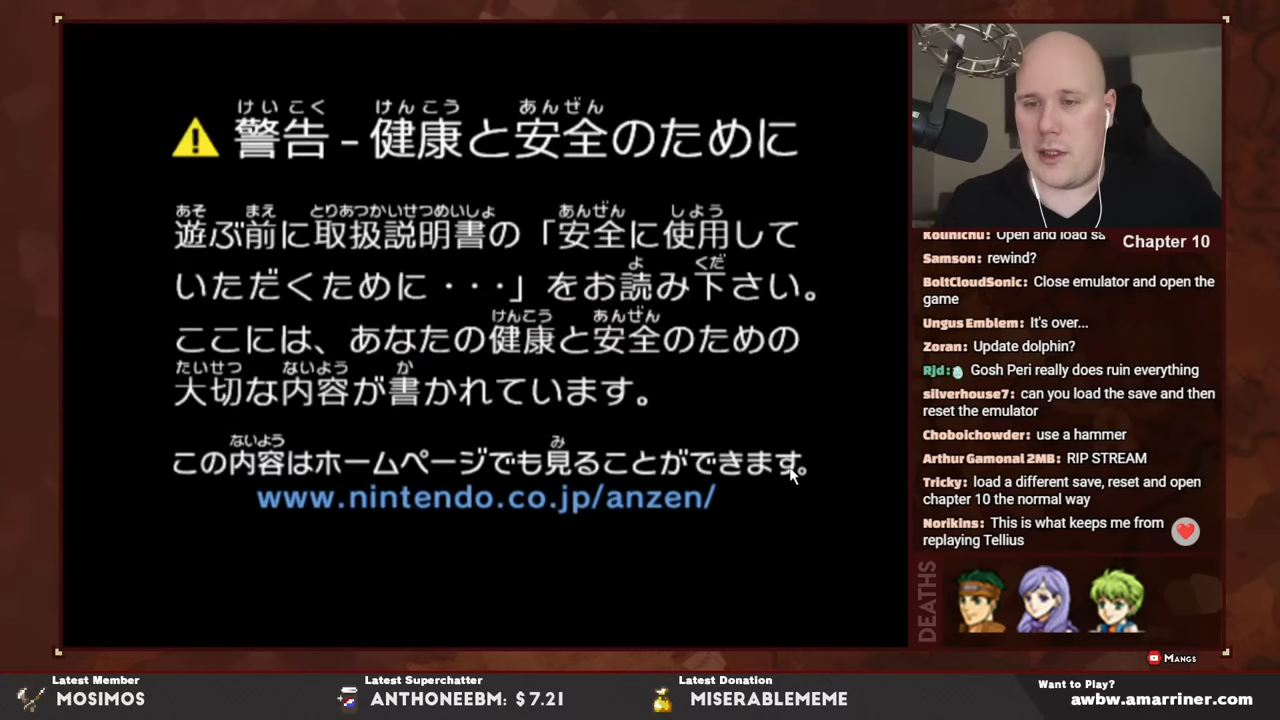 けいこく けんこう あんぜん
警告 - 健康と安全のために
あそ まえ とりあつかいせつめいしょ あんぜん しよう
遊ぶ前に取扱説明書の「安全に使用して
よ くだ
いただくために・・・」をお読み下さい。
けんこう あんぜん
ここには、あなたの健康と安全のための
たいせつ ないよう か
大切な内容が書かれています。
ないよう み
この内容はホームページでも見ることができます。
www.nintendo.co.jp/anzen/
Chapter 10
Open and load sa
Samson: rewind?
BoltCloudSonic: Close emulator and open the
game
Ungus Emblem: It's over...
Zoran: Update dolphin?
Rjd: Gosh Peri really does ruin everything
silverhouse7: can you load the save and then
reset the emulator
Choboichowder: use a hammer
Arthur Gamonal 2MB: RIP STREAM
Tricky: load a different save, reset and open
chapter 10 the normal way
Norikins: This is what keeps me from
replaying Tellius
DEATHS
MANGS
Latest Member
MOSIMOS
Latest Superchatter
ANTHONEEBM: $7.21
Latest Donation
MISERABLEMEME
Want to Play?
awbw.amarriner.com